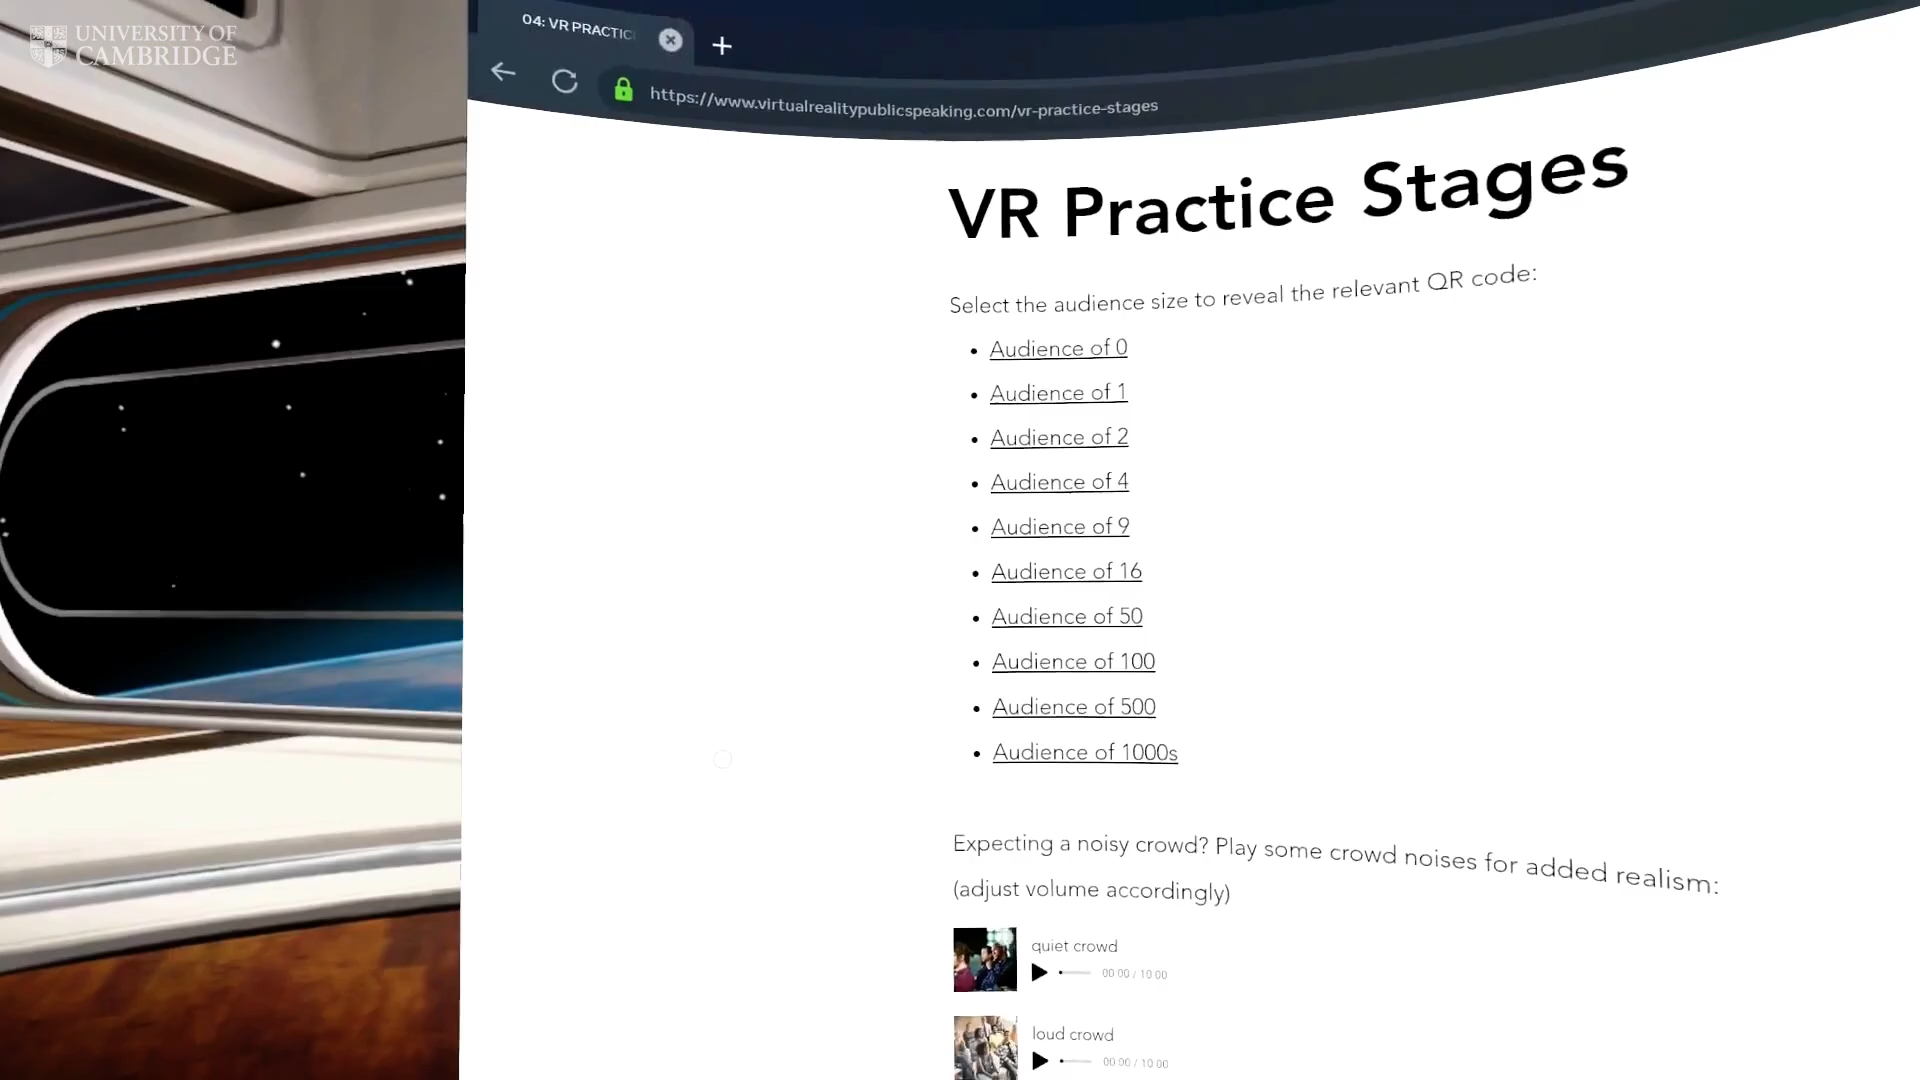 UNIVERSITY OF
CAMBRIDGE
04: VR PRACTIC
https://www.virtualrealitypublicspeaking.com/vr-practice-stages
VR Practice Stages
Select the audience size to reveal the relevant QR code:
• Audience of 0
• Audience of 1
• Audience of 2
• Audience of 4
• Audience of 9
• Audience of 16
• Audience of 50
• Audience of 100
• Audience of 500
• Audience of 1000s
Expecting a noisy crowd? Play some crowd noises for added realism:
(adjust volume accordingly)
quiet crowd
00:00 / 10:00
loud crowd
00:00 / 10:00